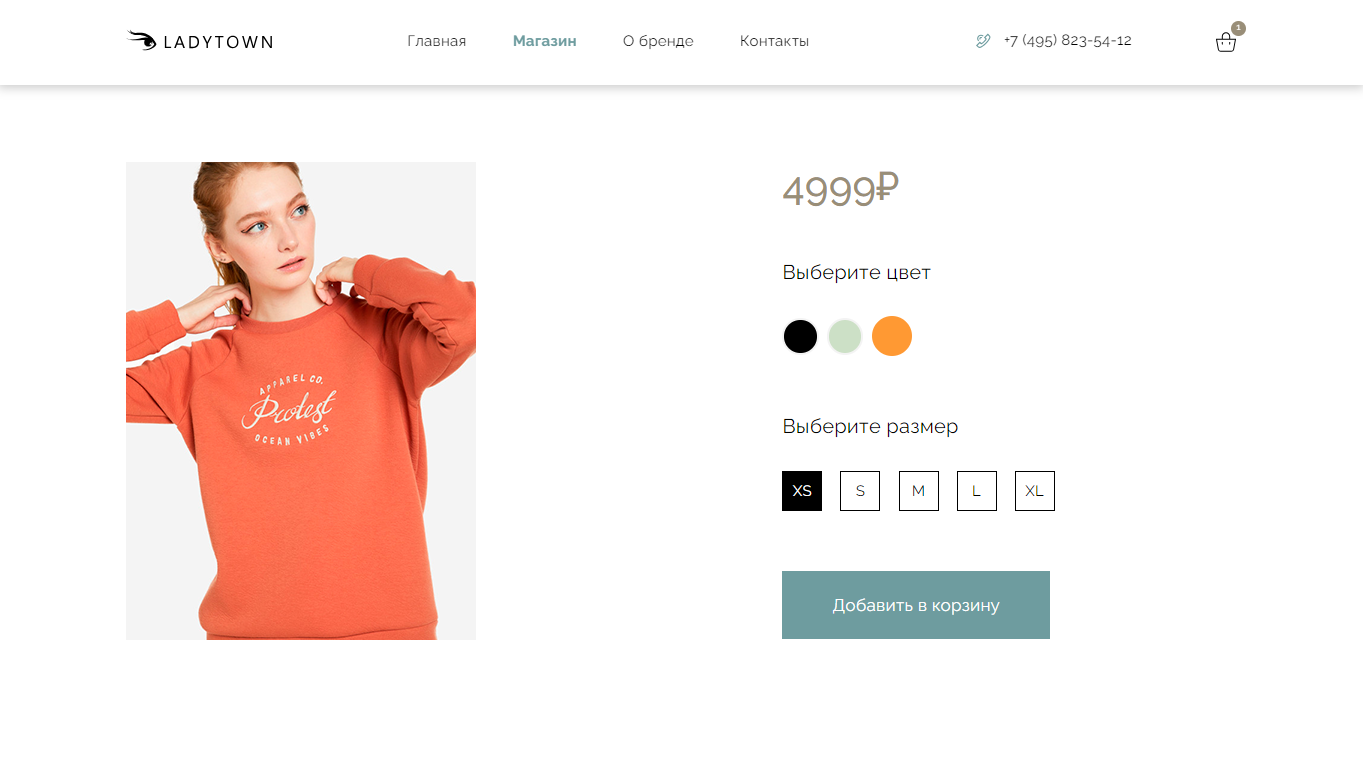 LADYTOWN
Главная
Магазин
О бренде
Контакты
+7 (495) 823-54-12
1
4999₽
Выберите цвет
APPAREL CO.
Protest
OCEAN VIBES
Выберите размер
XS
S
M
L
XL
Добавить в корзину